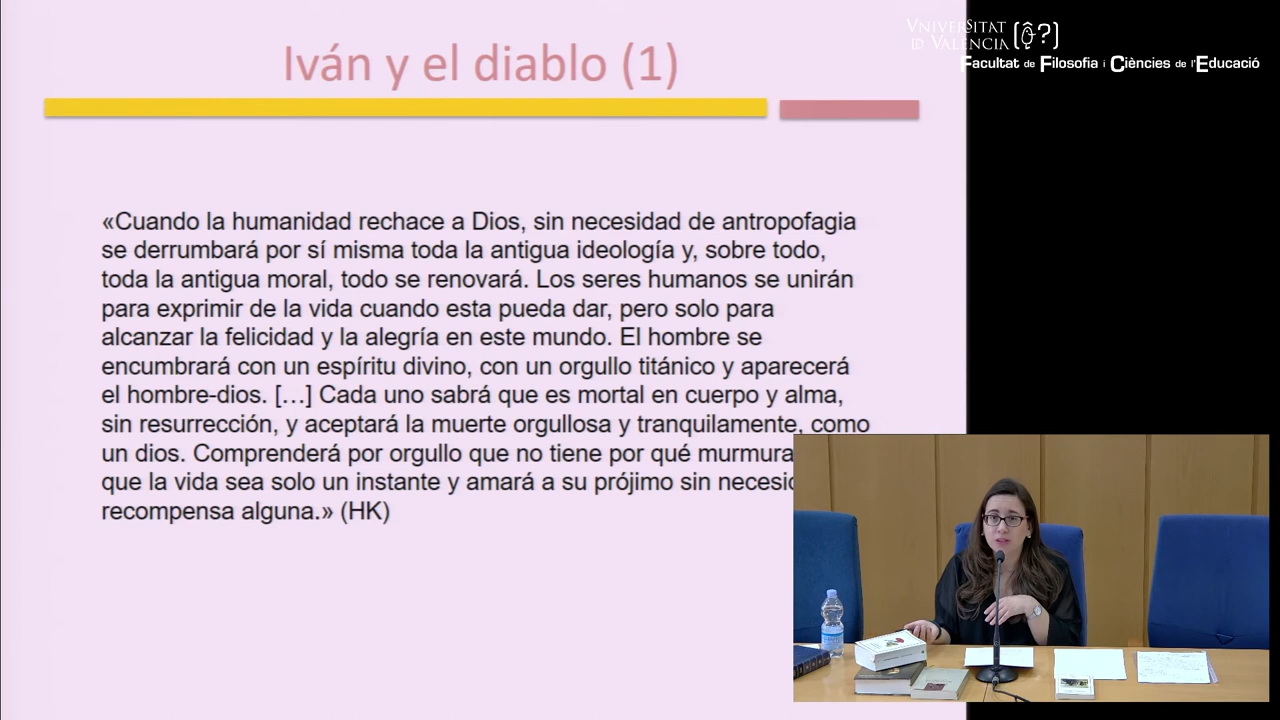 Iván y el diablo (1)
VNIVERSITAT
ID VALÈNCIA
Facultat de Filosofia i Ciències de l'Educació
«Cuando la humanidad rechace a Dios, sin necesidad de antropofagia
se derrumbará por sí misma toda la antigua ideología y, sobre todo,
toda la antigua moral, todo se renovará. Los seres humanos se unirán
para exprimir de la vida cuando esta pueda dar, pero solo para
alcanzar la felicidad y la alegría en este mundo. El hombre se
encumbrará con un espíritu divino, con un orgullo titánico y aparecerá
el hombre-dios. […] Cada uno sabrá que es mortal en cuerpo y alma,
sin resurrección, y aceptará la muerte orgullosa y tranquilamente, como
un dios. Comprenderá por orgullo que no tiene por qué murmura
que la vida sea solo un instante y amará a su prójimo sin necesi
recompensa alguna.» (HK)